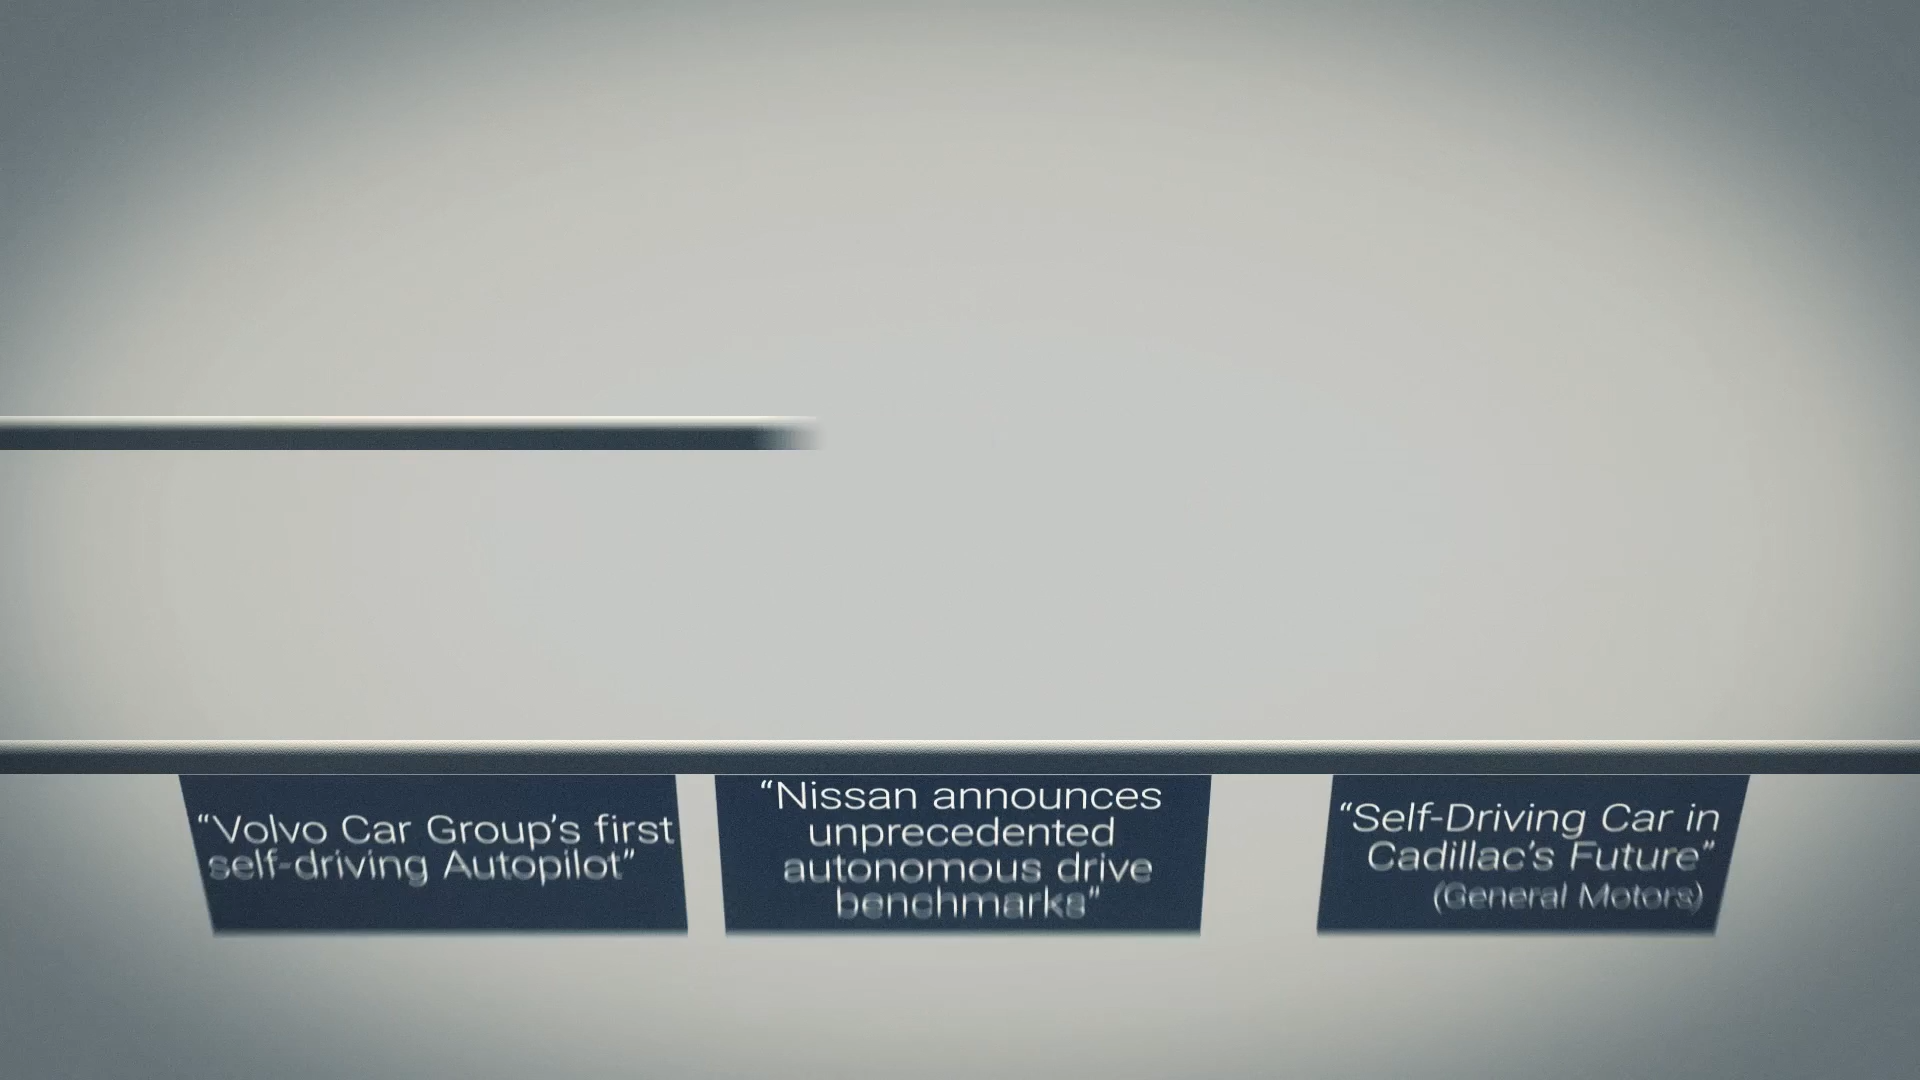 “Volvo Car Group’s first
self-driving Autopilot”
“Nissan announces
unprecedented
autonomous drive
benchmarks”
“Self-Driving Car in
Cadillac’s Future”
(General Motors)